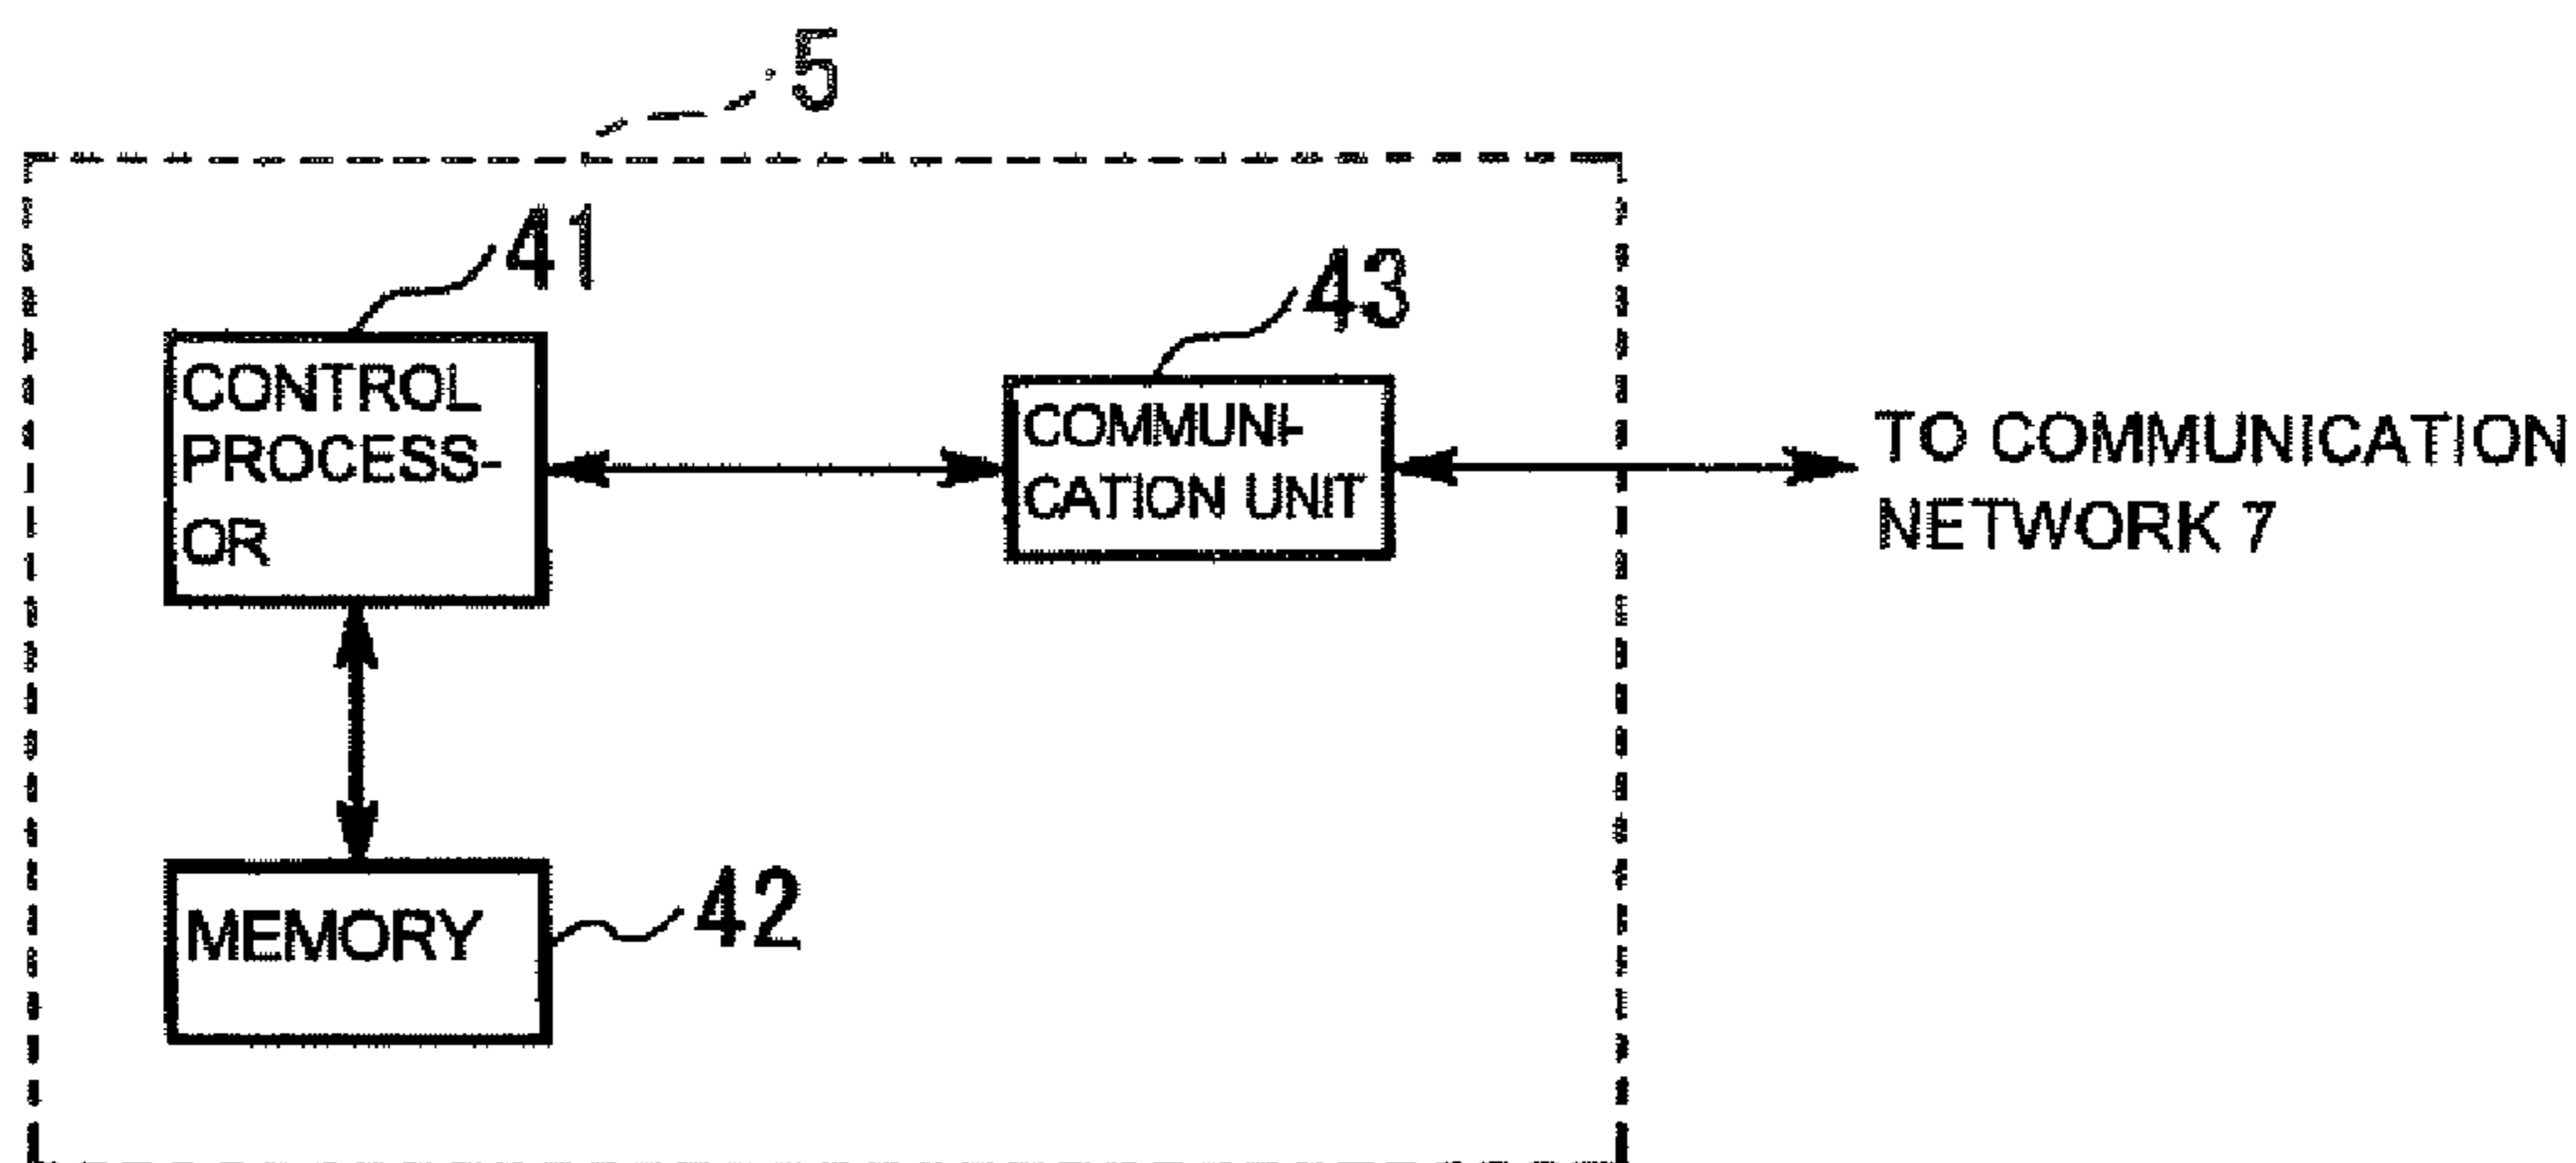 5
41
CONTROL
PROCESS-
OR
43
COMMUNI-
CATION UNIT
TO COMMUNICATION
NETWORK 7
MEMORY
42